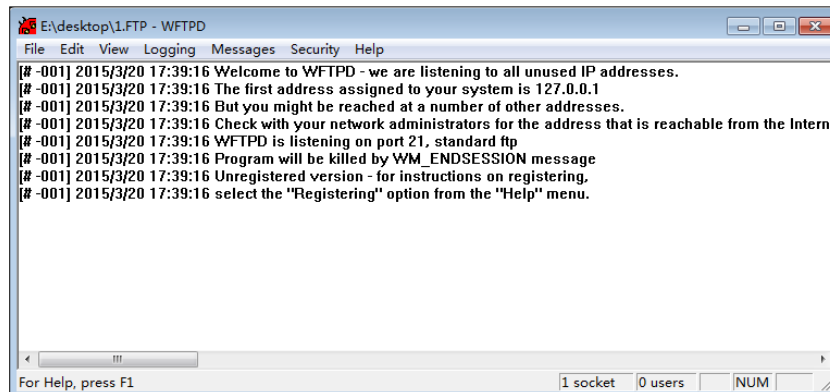 E:\desktop\1.FTP - WFTPD
File Edit View Logging Messages Security Help
[# -001] 2015/3/20 17:39:16 Welcome to WFTPD - we are listening to all unused IP addresses.
[# -001] 2015/3/20 17:39:16 The first address assigned to your system is 127.0.0.1
[# -001] 2015/3/20 17:39:16 But you might be reached at a number of other addresses.
[# -001] 2015/3/20 17:39:16 Check with your network administrators for the address that is reachable from the Intern
[# -001] 2015/3/20 17:39:16 WFTPD is listening on port 21, standard ftp
[# -001] 2015/3/20 17:39:16 Program will be killed by WM_ENDSESSION message
[# -001] 2015/3/20 17:39:16 Unregistered version - for instructions on registering,
[# -001] 2015/3/20 17:39:16 select the "Registering" option from the "Help" menu.
For Help, press F1 1 socket 0 users NUM